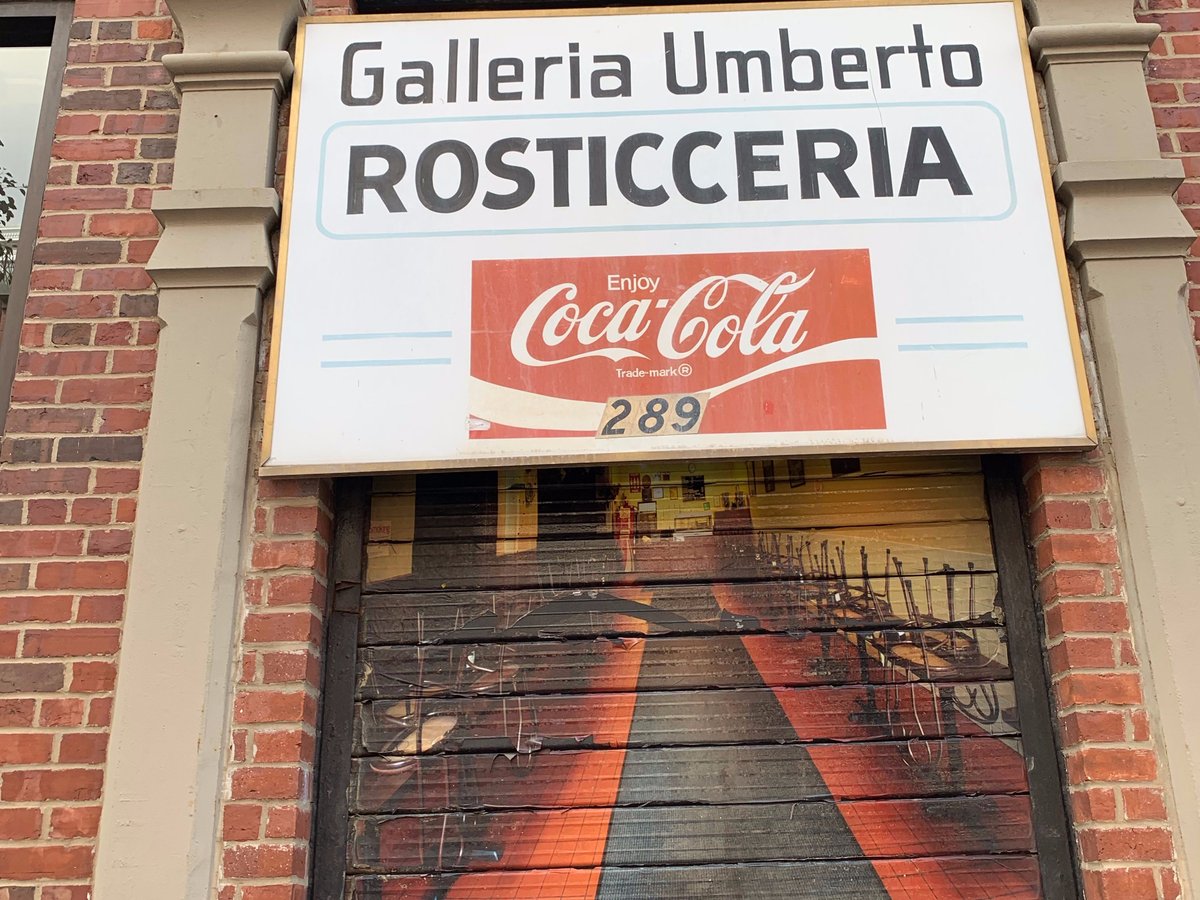 Galleria Umberto
ROSTICCERIA
Enjoy
Coca-Cola
Trade-mark®
289